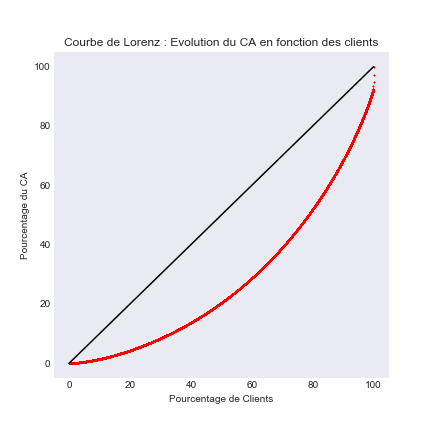 Courbe de Lorenz : Evolution du CA en fonction des clients
100
80
60
40
20
0
Pourcentage du CA
0 20 40 60 80 100
Pourcentage de Clients